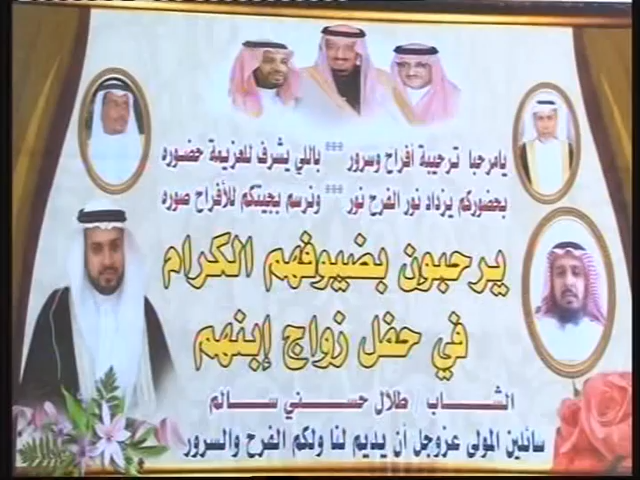 يامرحبا ترحيبة أفراح وسرور *** باللي يشرف للعزيمة حضوره
بحضوركم يزداد نور الفرح نور *** ونرسم بجيتكم للأفراح صوره
يرحبون بضيوفهم الكرام
في حفل زواج إبنهم
الشاب / طلال حسني سالم
سائلين المولى عزوجل أن يديم لنا ولكم الفرح والسرور